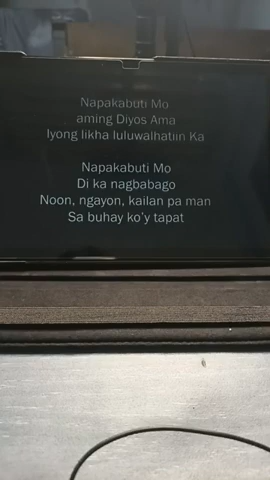 Napakabuti Mo
aming Diyos Ama
Iyong likha luluwalhatiin Ka
Napakabuti Mo
Di ka nagbabago
Noon, ngayon, kailan pa man
Sa buhay ko'y tapat